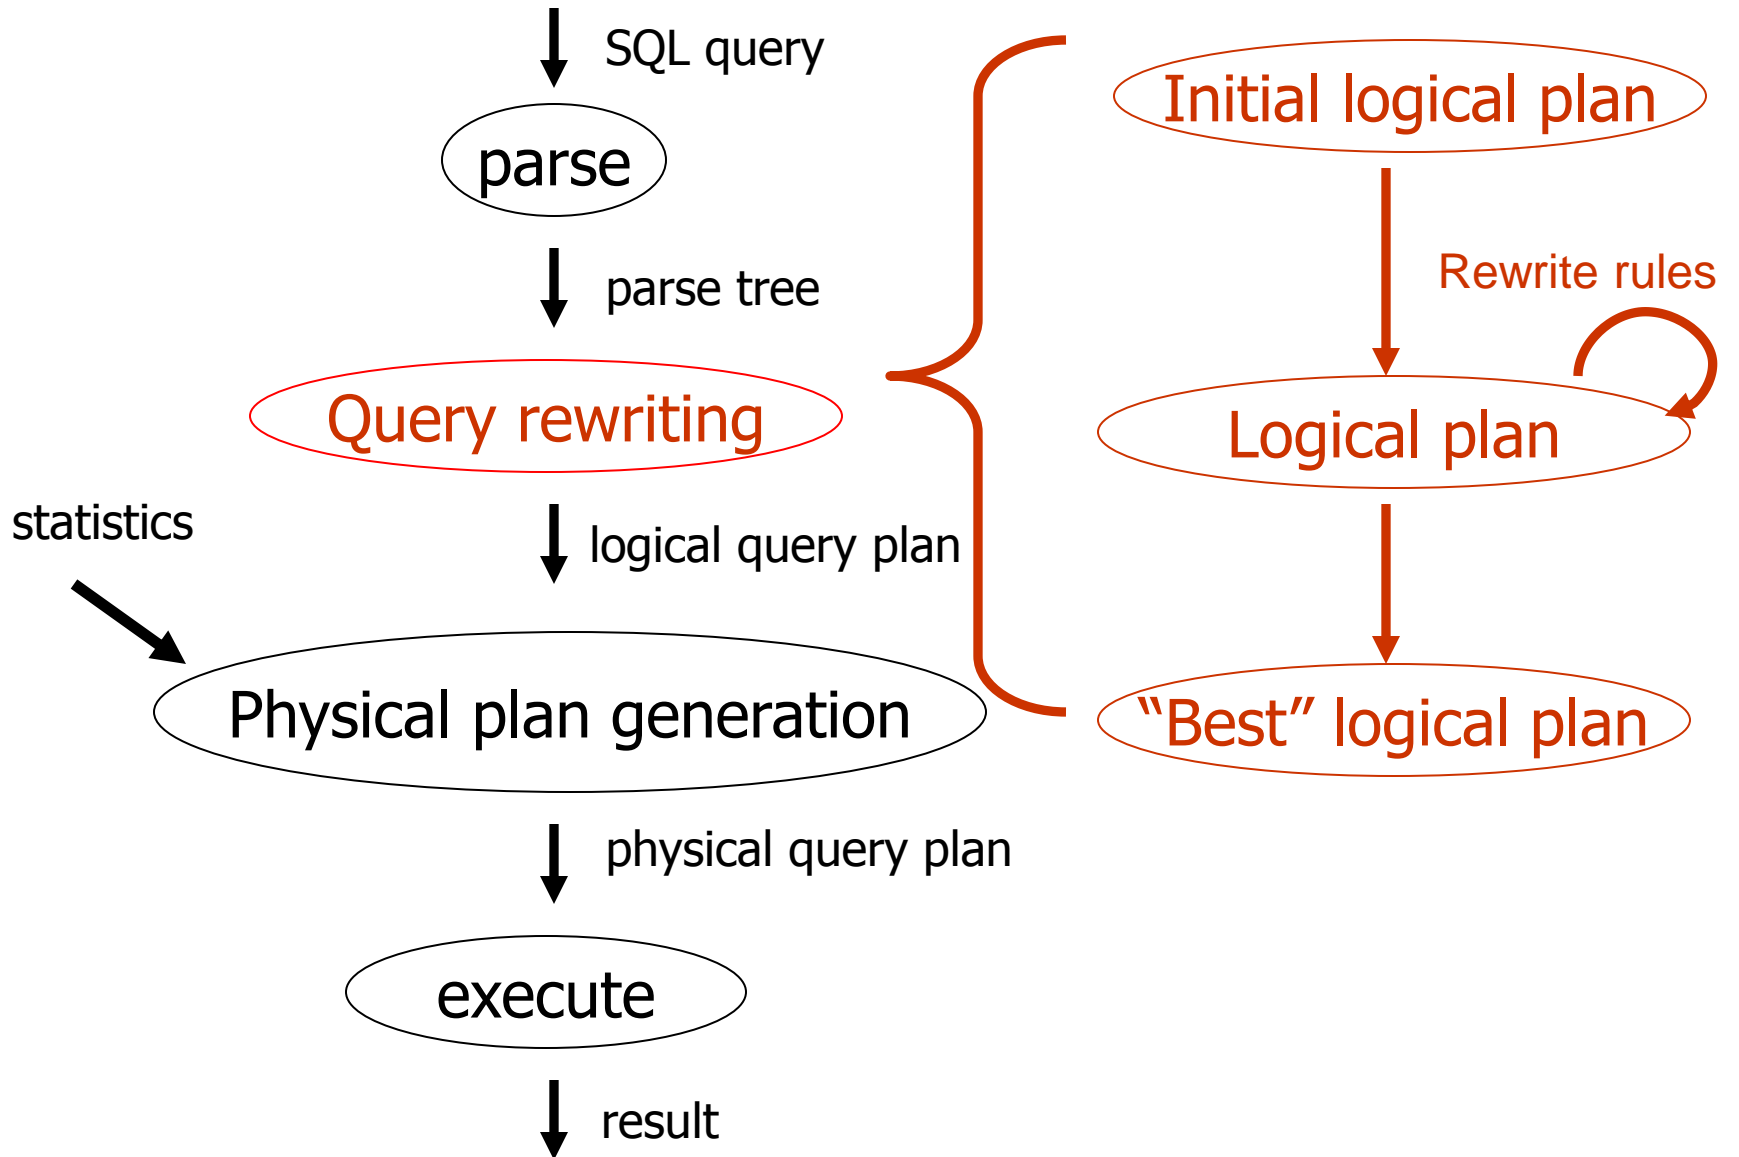 SQL query
parse
parse tree
Query rewriting
statistics
logical query plan
Physical plan generation
physical query plan
execute
result
Initial logical plan
Rewrite rules
Logical plan
“Best” logical plan